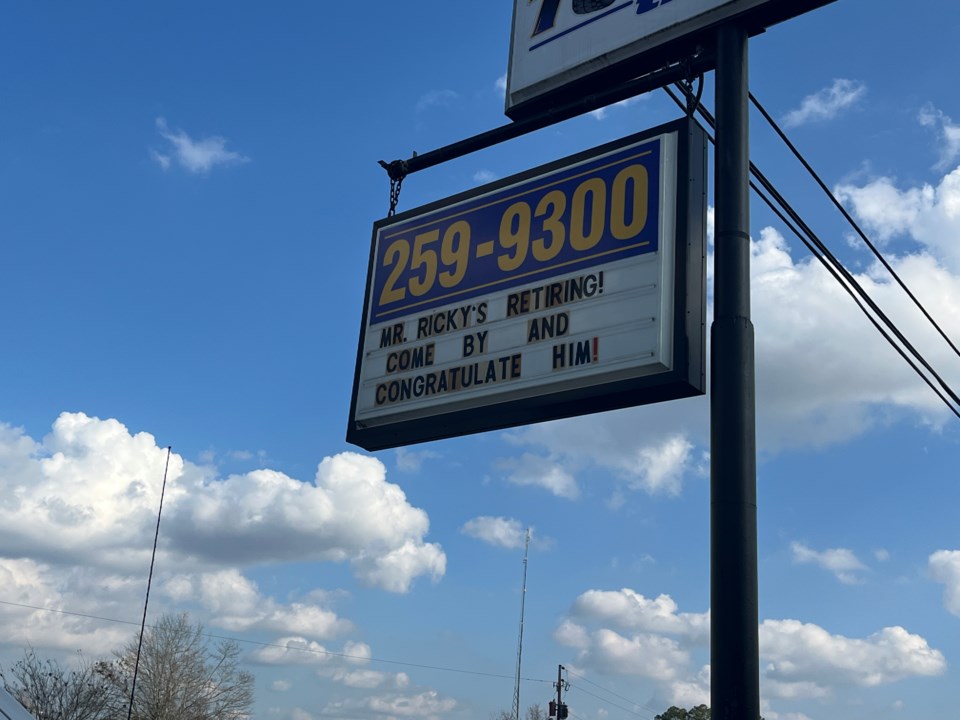 259-9300
MR. RICKY'S RETIRING!
COME BY AND
CONGRATULATE HIM!